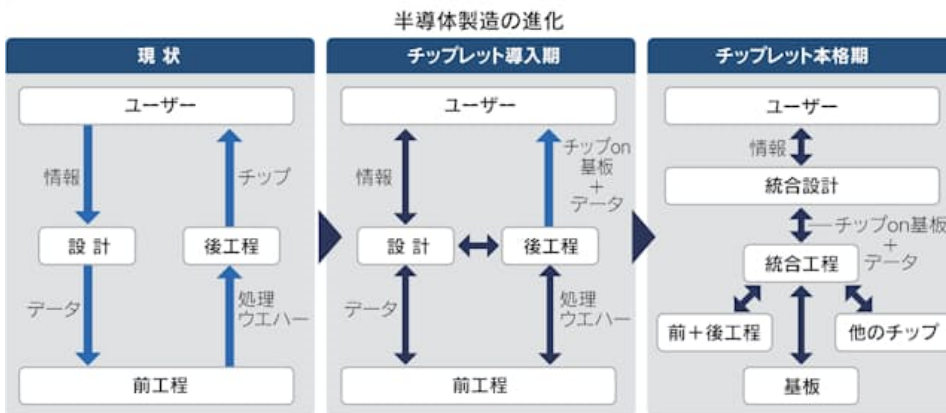 半導体製造の進化
現 状
ユーザー
情報
チップ
設 計
後工程
データ
処理
ウエハー
前工程
チップレット導入期
ユーザー
情報
チップon
基板
+
データ
設 計
後工程
データ
処理
ウエハー
前工程
チップレット本格期
ユーザー
情報
統合設計
チップon基板
+
データ
統合工程
前+後工程
他のチップ
基板